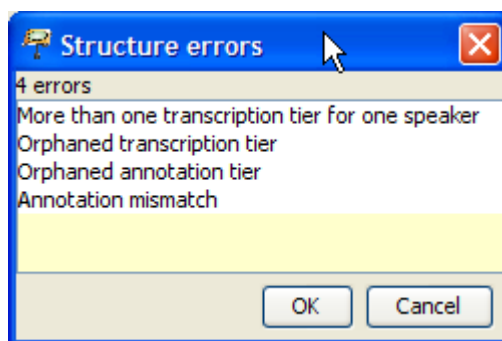 Structure errors
4 errors
More than one transcription tier for one speaker
Orphaned transcription tier
Orphaned annotation tier
Annotation mismatch
OK Cancel